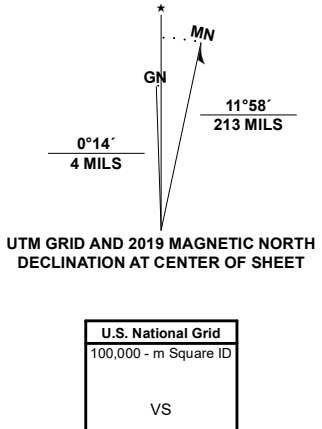 ★
MN
GN
11°58´
213 MILS
0°14´
4 MILS
UTM GRID AND 2019 MAGNETIC NORTH
DECLINATION AT CENTER OF SHEET
U.S. National Grid
100,000 - m Square ID
VS